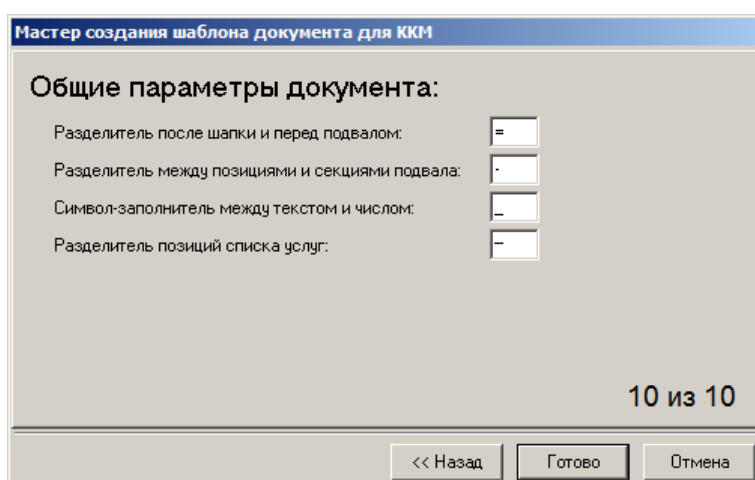 Мастер создания шаблона документа для ККМ
Общие параметры документа:
Разделитель после шапки и перед подвалом: =
Разделитель между позициями и секциями подвала: -
Символ-заполнитель между текстом и числом: _
Разделитель позиций списка услуг: –
10 из 10
<< Назад Готово Отмена